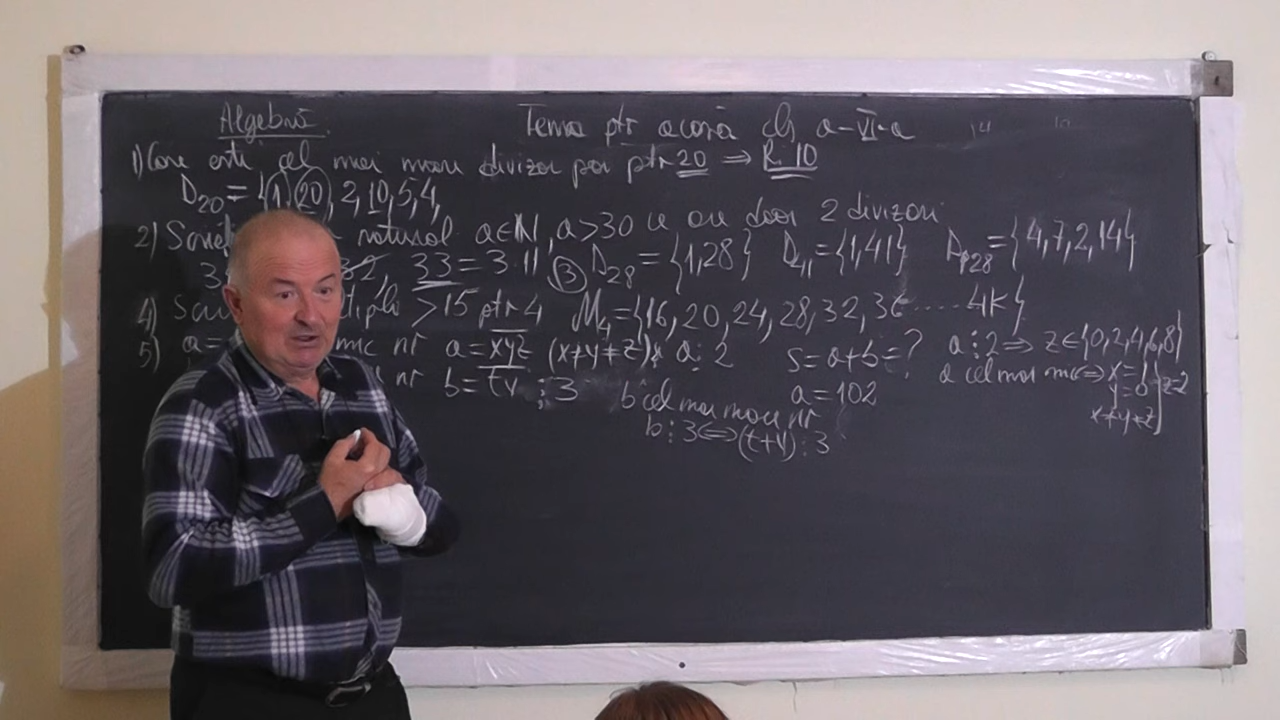 Algebră. Tema ptr acasă cls a-VI-a
1) Care este cel mai mare divizor par ptr 20 ⇒ R. 10
D20 = {1, 20, 2, 10, 5, 4,
2) natural a∈N, a>30 ce are doar 2 divizori
32, 33=3·11 ③ D28={1,28} D41={1,41} Dp28={4,7,2,14}
4) >15 ptr 4 M4={16,20,24,28,32,36.....4K}
5) a= mic nr a=xyz (x≠y≠z) a⋮2 S=a+b=? a⋮2⇒ z∈{0,2,4,6,8}
nr b=ty ⋮3 a=102 a cel mai mic⇔ x=1
b cel mai mare nr y=0 z=2
b⋮3⇔(t+y)⋮3 x≠y≠z